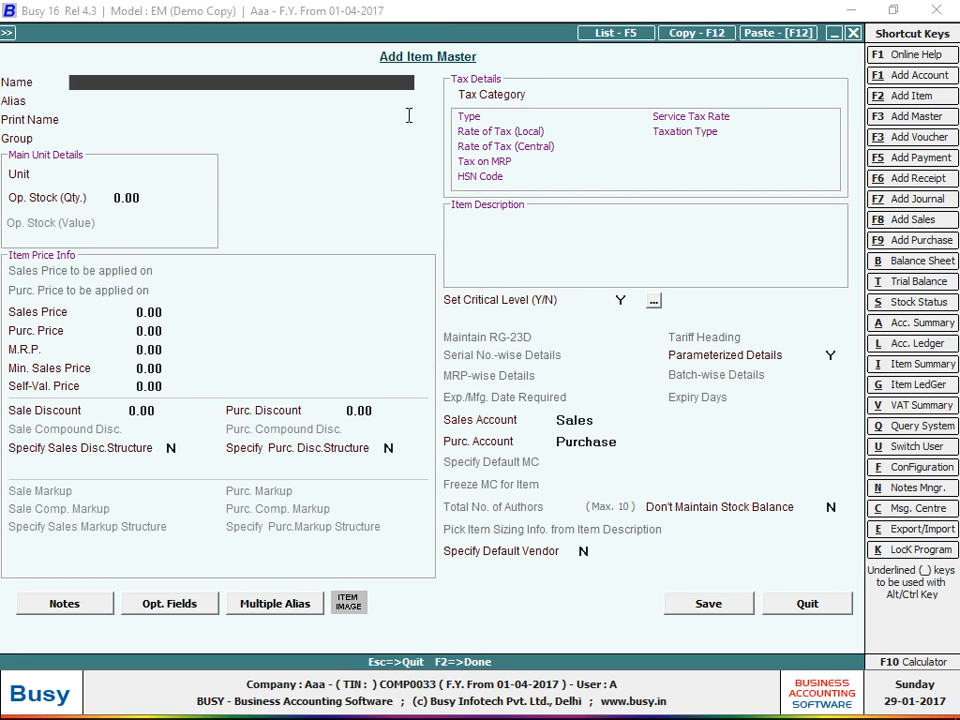 B Busy 16 Rel 4.3 | Model : EM (Demo Copy) | Aaa - F.Y. From 01-04-2017
>>
List - F5
Copy - F12
Paste - [F12]
Shortcut Keys
Add Item Master
Name
Alias
Print Name
Group
Main Unit Details
Unit
Op. Stock (Qty.) 0.00
Op. Stock (Value)
Item Price Info
Sales Price to be applied on
Purc. Price to be applied on
Sales Price 0.00
Purc. Price 0.00
M.R.P. 0.00
Min. Sales Price 0.00
Self-Val. Price 0.00
Sale Discount 0.00 Purc. Discount 0.00
Sale Compound Disc. Purc. Compound Disc.
Specify Sales Disc.Structure N Specify Purc. Disc.Structure N
Sale Markup Purc. Markup
Sale Comp. Markup Purc. Comp. Markup
Specify Sales Markup Structure Specify Purc.Markup Structure
Tax Details
Tax Category
Type Service Tax Rate
Rate of Tax (Local) Taxation Type
Rate of Tax (Central)
Tax on MRP
HSN Code
Item Description
Set Critical Level (Y/N) Y ...
Maintain RG-23D Tariff Heading
Serial No.-wise Details Parameterized Details Y
MRP-wise Details Batch-wise Details
Exp./Mfg. Date Required Expiry Days
Sales Account Sales
Purc. Account Purchase
Specify Default MC
Freeze MC for Item
Total No. of Authors (Max. 10) Don't Maintain Stock Balance N
Pick Item Sizing Info. from Item Description
Specify Default Vendor N
Notes
Opt. Fields
Multiple Alias
ITEM
IMAGE
Save
Quit
F1 Online Help
F1 Add Account
F2 Add Item
F3 Add Master
F3 Add Voucher
F5 Add Payment
F6 Add Receipt
F7 Add Journal
F8 Add Sales
F9 Add Purchase
B Balance Sheet
T Trial Balance
S Stock Status
A Acc. Summary
L Acc. Ledger
I Item Summary
G Item LedGer
V VAT Summary
Q Query System
U Switch User
F Configuration
N Notes Mngr.
C Msg. Centre
E Export/Import
K LocK Program
Underlined (_) keys
to be used with
Alt/Ctrl Key
Esc=>Quit F2=>Done
F10 Calculator
Busy
Company : Aaa - ( TIN : ) COMP0033 ( F.Y. From 01-04-2017 ) - User : A
BUSY - Business Accounting Software ; (c) Busy Infotech Pvt. Ltd., Delhi ; www.busy.in
BUSINESS
ACCOUNTING
SOFTWARE
Sunday
29-01-2017